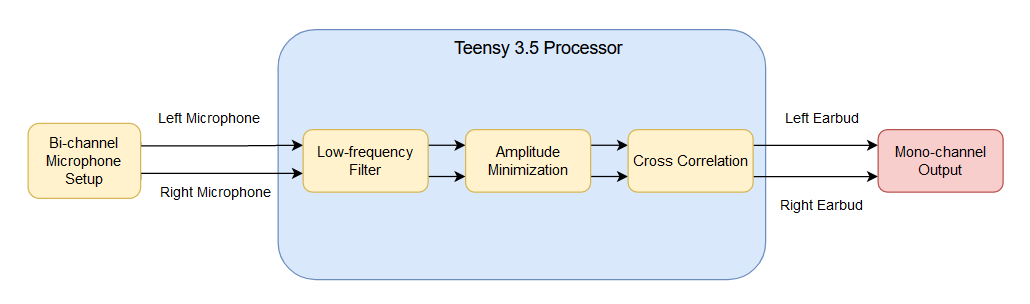 Teensy 3.5 Processor
Left Microphone
Left Earbud
Bi-channel
Microphone
Setup
Low-frequency
Filter
Amplitude
Minimization
Cross Correlation
Mono-channel
Output
Right Microphone
Right Earbud